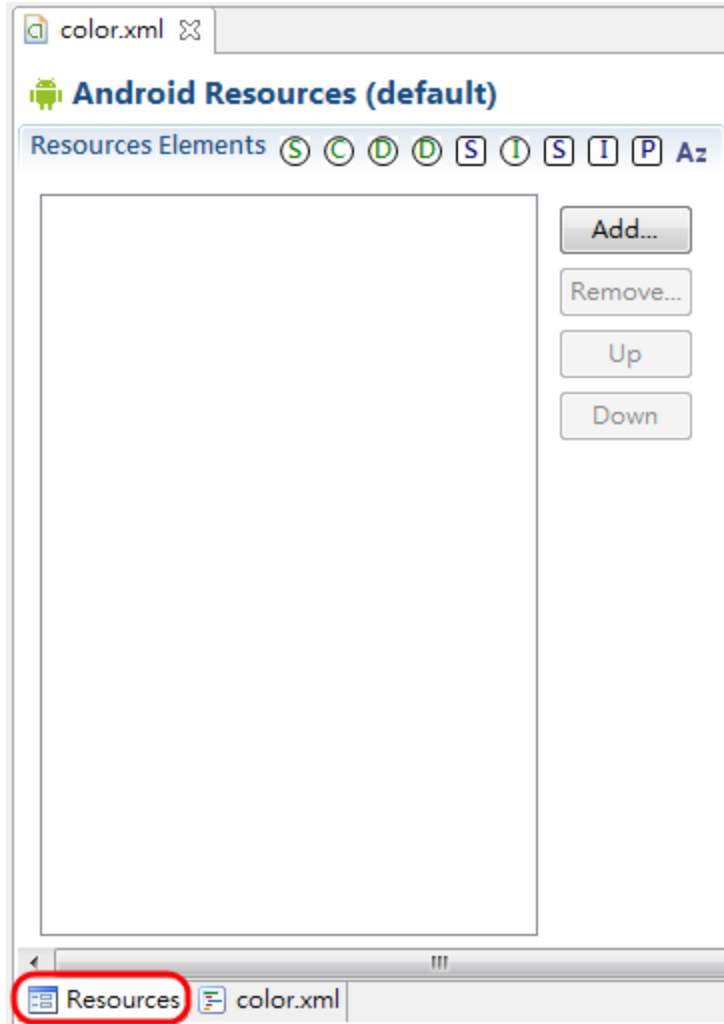 color.xml
Android Resources (default)
Resources Elements S C D D S I S I P Az
Add...
Remove...
Up
Down
Resources color.xml